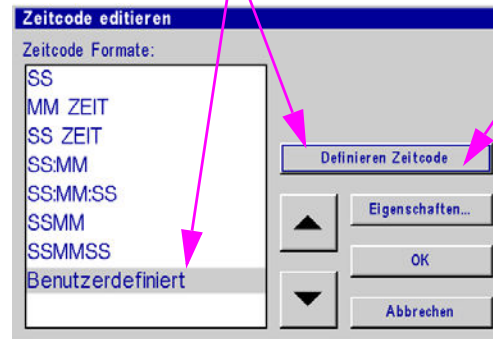 Zeitcode editieren
Zeitcode Formate:
SS
MM ZEIT
SS ZEIT
SS:MM
SS:MM:SS
SSMM
SSMMSS
Benutzerdefiniert
Definieren Zeitcode
Eigenschaften...
OK
Abbrechen